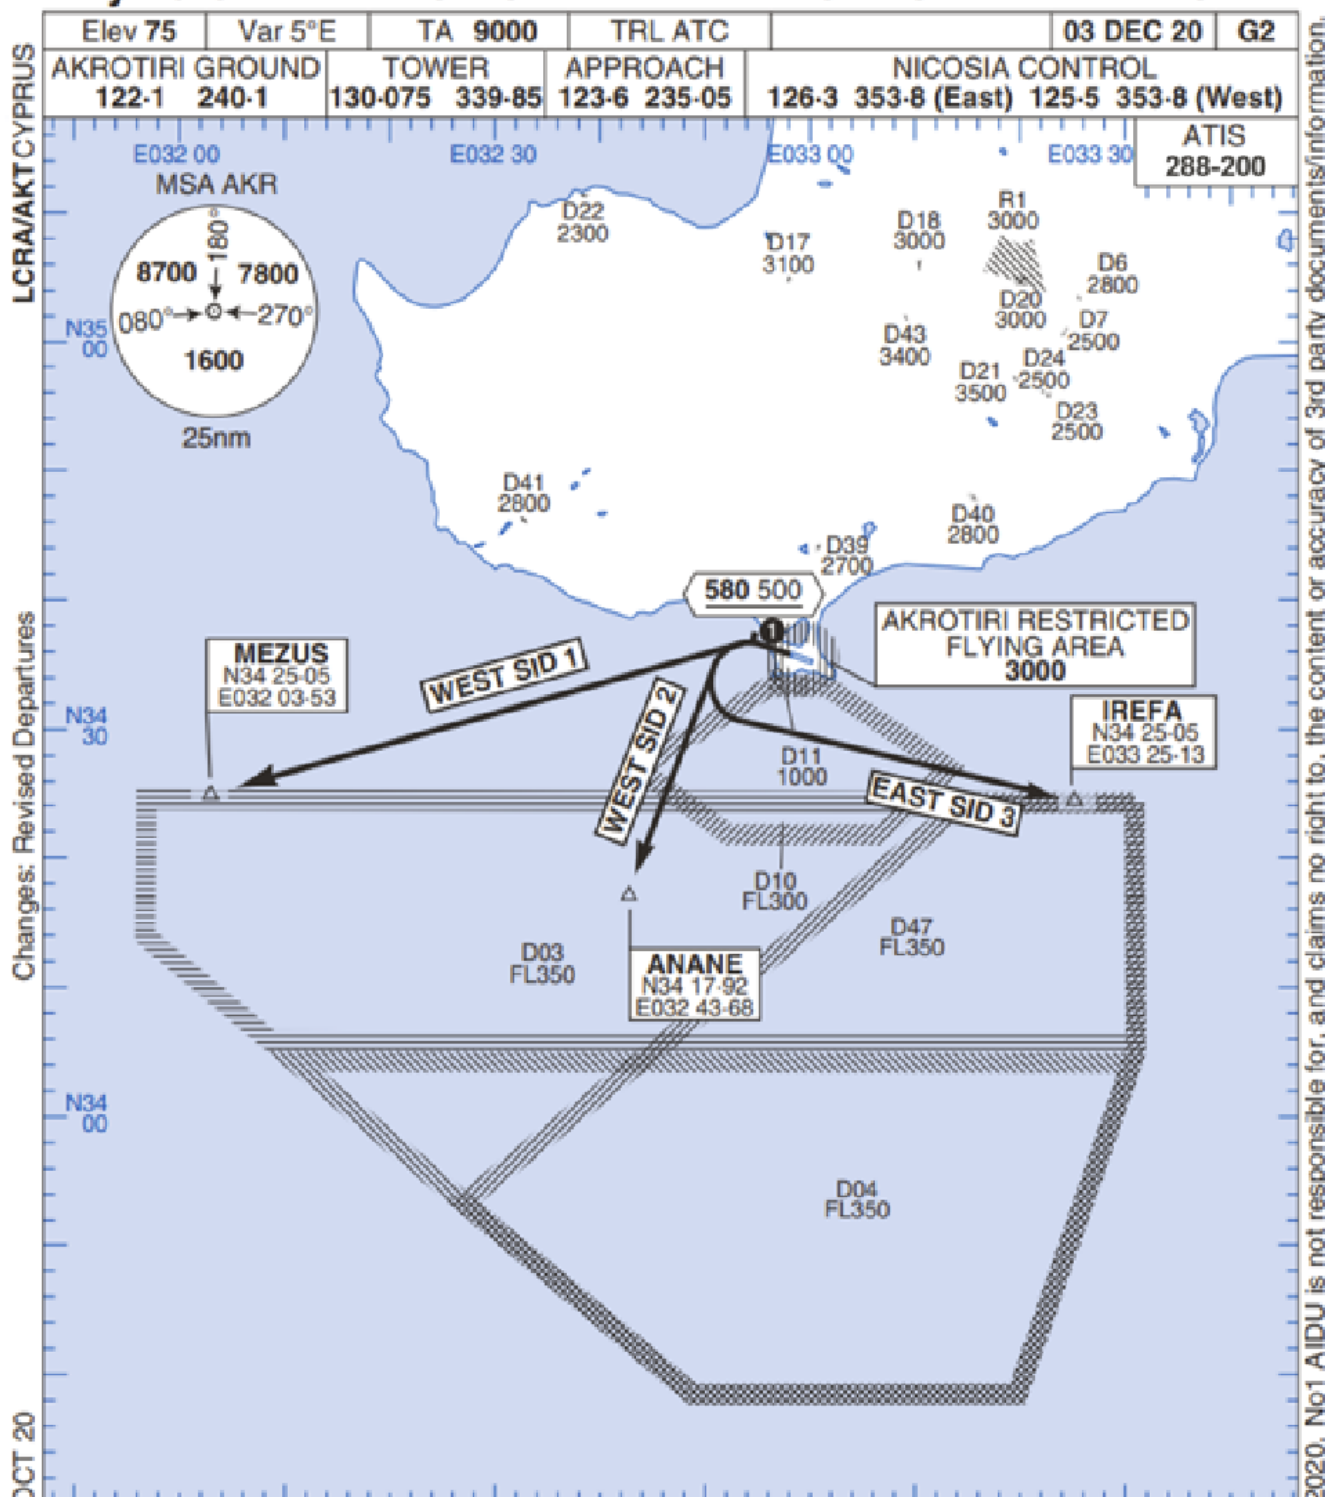 Elev 75 Var 5°E TA 9000 TRL ATC 03 DEC 20 G2
AKROTIRI GROUND TOWER APPROACH NICOSIA CONTROL
122·1 240·1 130·075 339·85 123·6 235·05 126·3 353·8 (East) 125·5 353·8 (West)
ATIS
288·200
E032 00
E032 30
E033 00
E033 30
MSA AKR
180°
8700
7800
080°
270°
1600
25nm
N35
00
D22
2300
D17
3100
D18
3000
R1
3000
D6
2800
D20
3000
D7
2500
D43
3400
D24
2500
D21
3500
D23
2500
D41
2800
D40
2800
D39
2700
580 500
1
AKROTIRI RESTRICTED
FLYING AREA
3000
MEZUS
N34 25·05
E032 03·53
WEST SID 1
WEST SID 2
EAST SID 3
IREFA
N34 25·05
E033 25·13
N34
30
D11
1000
D10
FL300
D47
FL350
D03
FL350
ANANE
N34 17·92
E032 43·68
N34
00
D04
FL350
LCRA/AKT CYPRUS
Changes: Revised Departures
OCT 20
2020. No1 AIDU is not responsible for, and claims no right to, the content or accuracy of 3rd party documents/information.